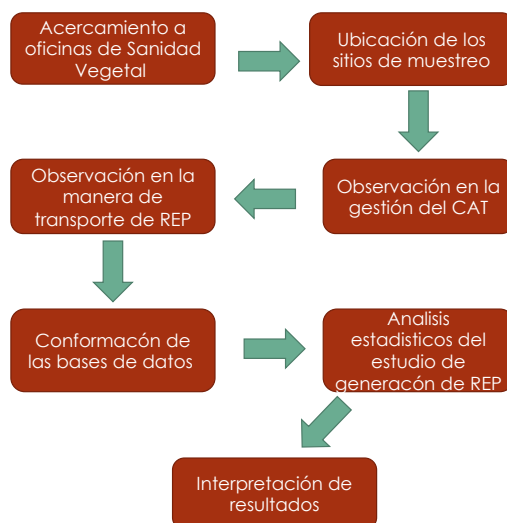 Acercamiento a
oficinas de Sanidad
Vegetal
Ubicación de los
sitios de muestreo
Observación en la
gestión del CAT
Observación en la
manera de
transporte de REP
Conformacón de
las bases de datos
Analisis
estadisticos del
estudio de
generacón de REP
Interpretación de
resultados